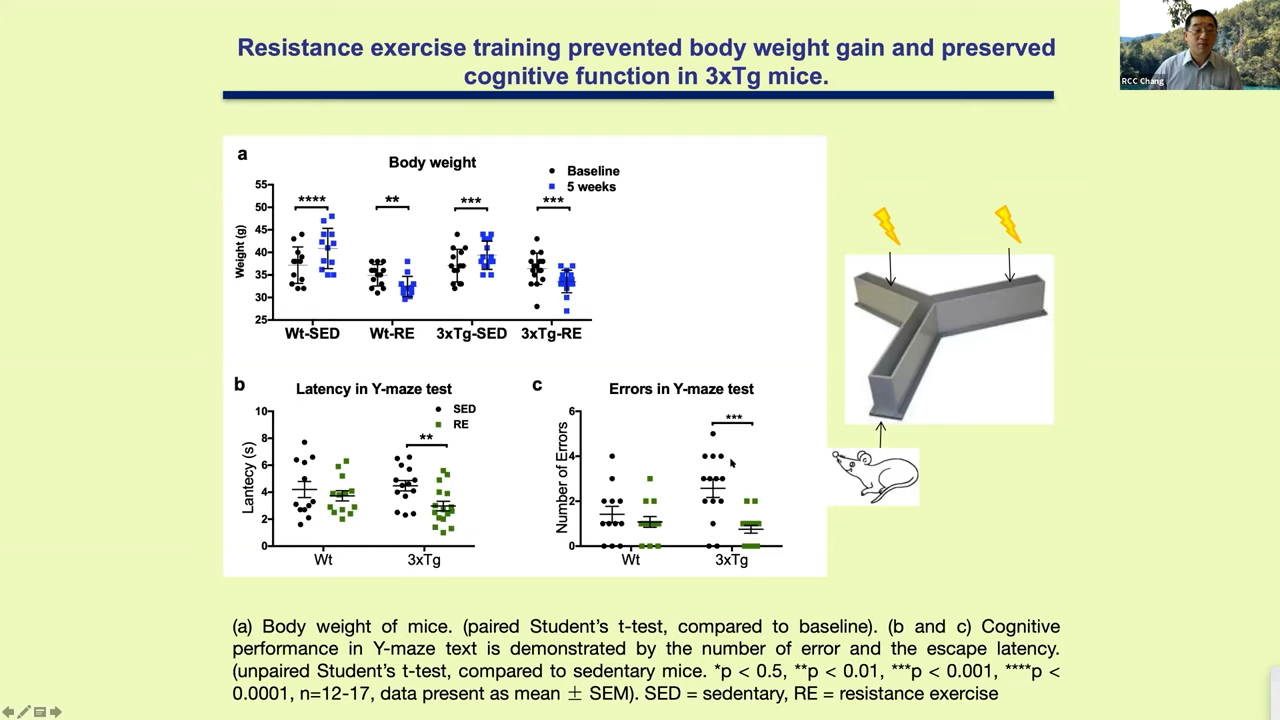 Resistance exercise training prevented body weight gain and preserved
cognitive function in 3xTg mice.
RCC Chang
a
Body weight
Baseline
5 weeks
55
50
45
40
35
30
25
Weight (g)
****
**
***
***
Wt-SED
Wt-RE
3xTg-SED
3xTg-RE
b
Latency in Y-maze test
SED
RE
10
8
6
4
2
0
Lantecy (s)
**
Wt
3xTg
c
Errors in Y-maze test
6
4
2
0
Number of Errors
***
Wt
3xTg
(a) Body weight of mice. (paired Student’s t-test, compared to baseline). (b and c) Cognitive
performance in Y-maze text is demonstrated by the number of error and the escape latency.
(unpaired Student’s t-test, compared to sedentary mice. *p < 0.5, **p < 0.01, ***p < 0.001, ****p <
0.0001, n=12-17, data present as mean ± SEM). SED = sedentary, RE = resistance exercise